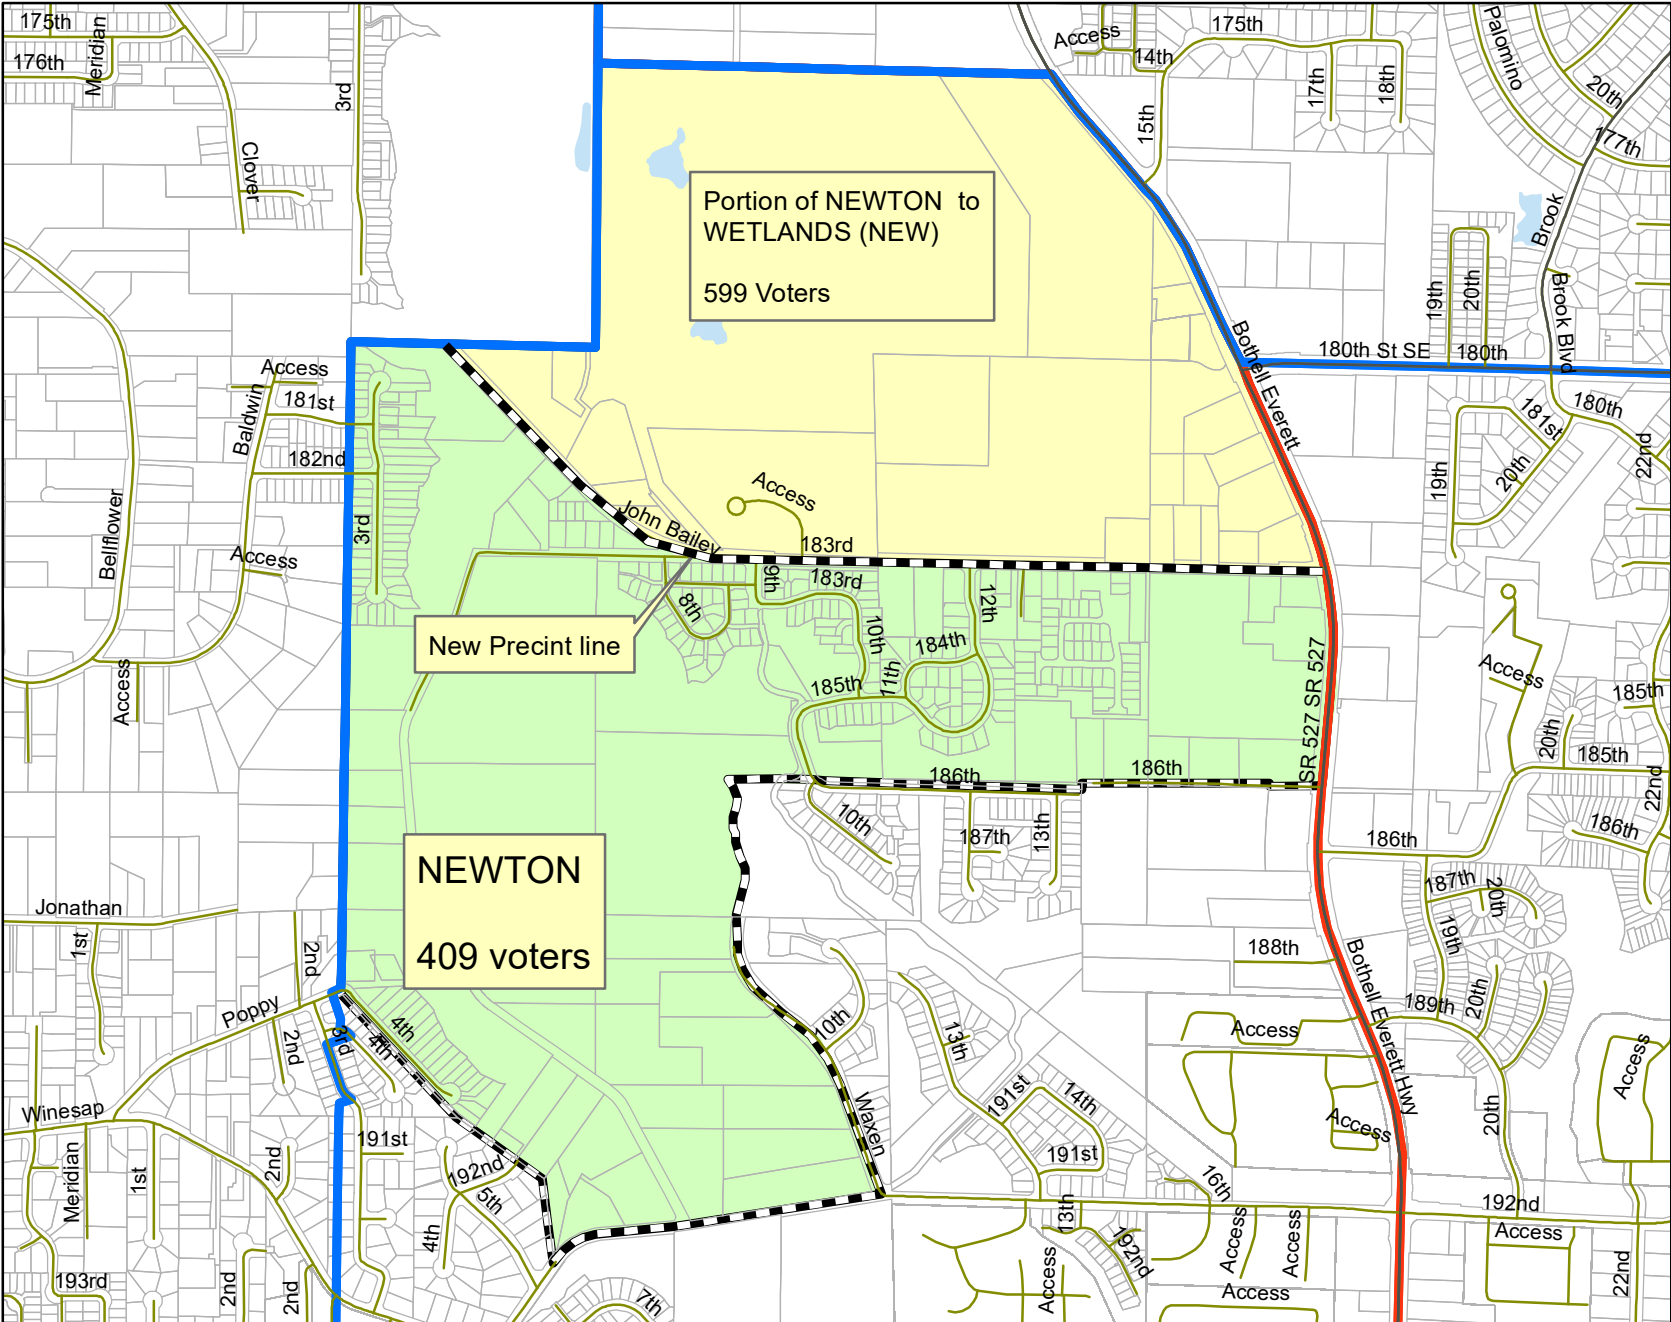 175th
176th
Meridian
3rd
Clover
Access
14th
175th
15th
17th
18th
Palomino
20th
177th
Brook
Brook Blvd
Portion of NEWTON to
WETLANDS (NEW)
599 Voters
19th
20th
180th St SE
180th
Bothell Everett
180th
181st
20th
19th
22nd
Access
181st
Baldwin
182nd
3rd
Bellflower
Access
Access
John Bailey
Access
183rd
9th
183rd
8th
10th
12th
184th
11th
185th
New Precint line
SR 527 SR 527
Access
185th
20th
185th
22nd
186th
186th
186th
10th
187th
13th
186th
187th
20th
19th
NEWTON
409 voters
Jonathan
1st
2nd
188th
Bothell Everett Hwy
189th
20th
Poppy
2nd
3rd
4th
4th
10th
13th
Access
Access
Access
Winesap
Waxen
191st
14th
20th
Meridian
1st
2nd
191st
192nd
5th
4th
191st
16th
192nd
13th
192nd
Access
Access
Access
Access
Access
22nd
193rd
2nd
2nd
7th
186th